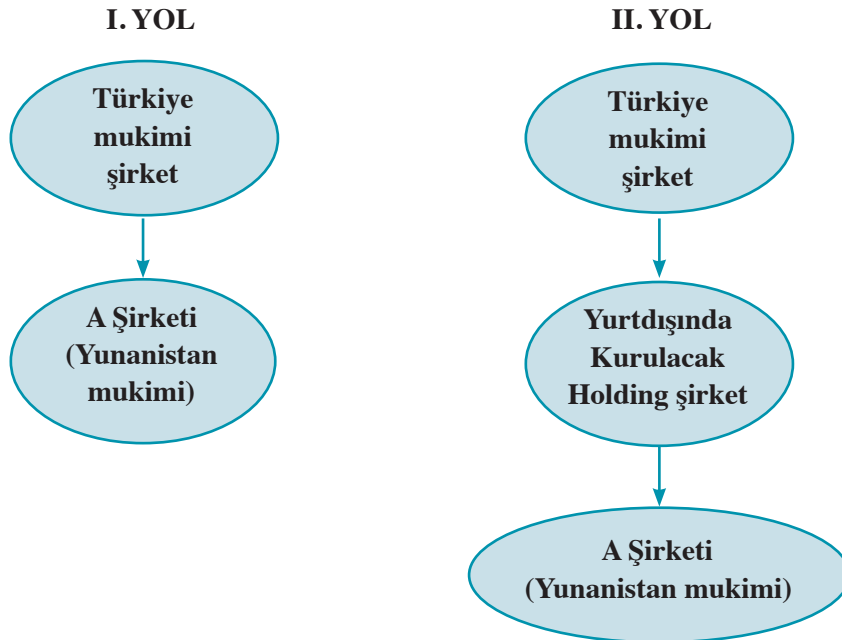 I. YOL
Türkiye
mukimi
şirket
A Şirketi
(Yunanistan
mukimi)
II. YOL
Türkiye
mukimi
şirket
Yurtdışında
Kurulacak
Holding şirket
A Şirketi
(Yunanistan mukimi)